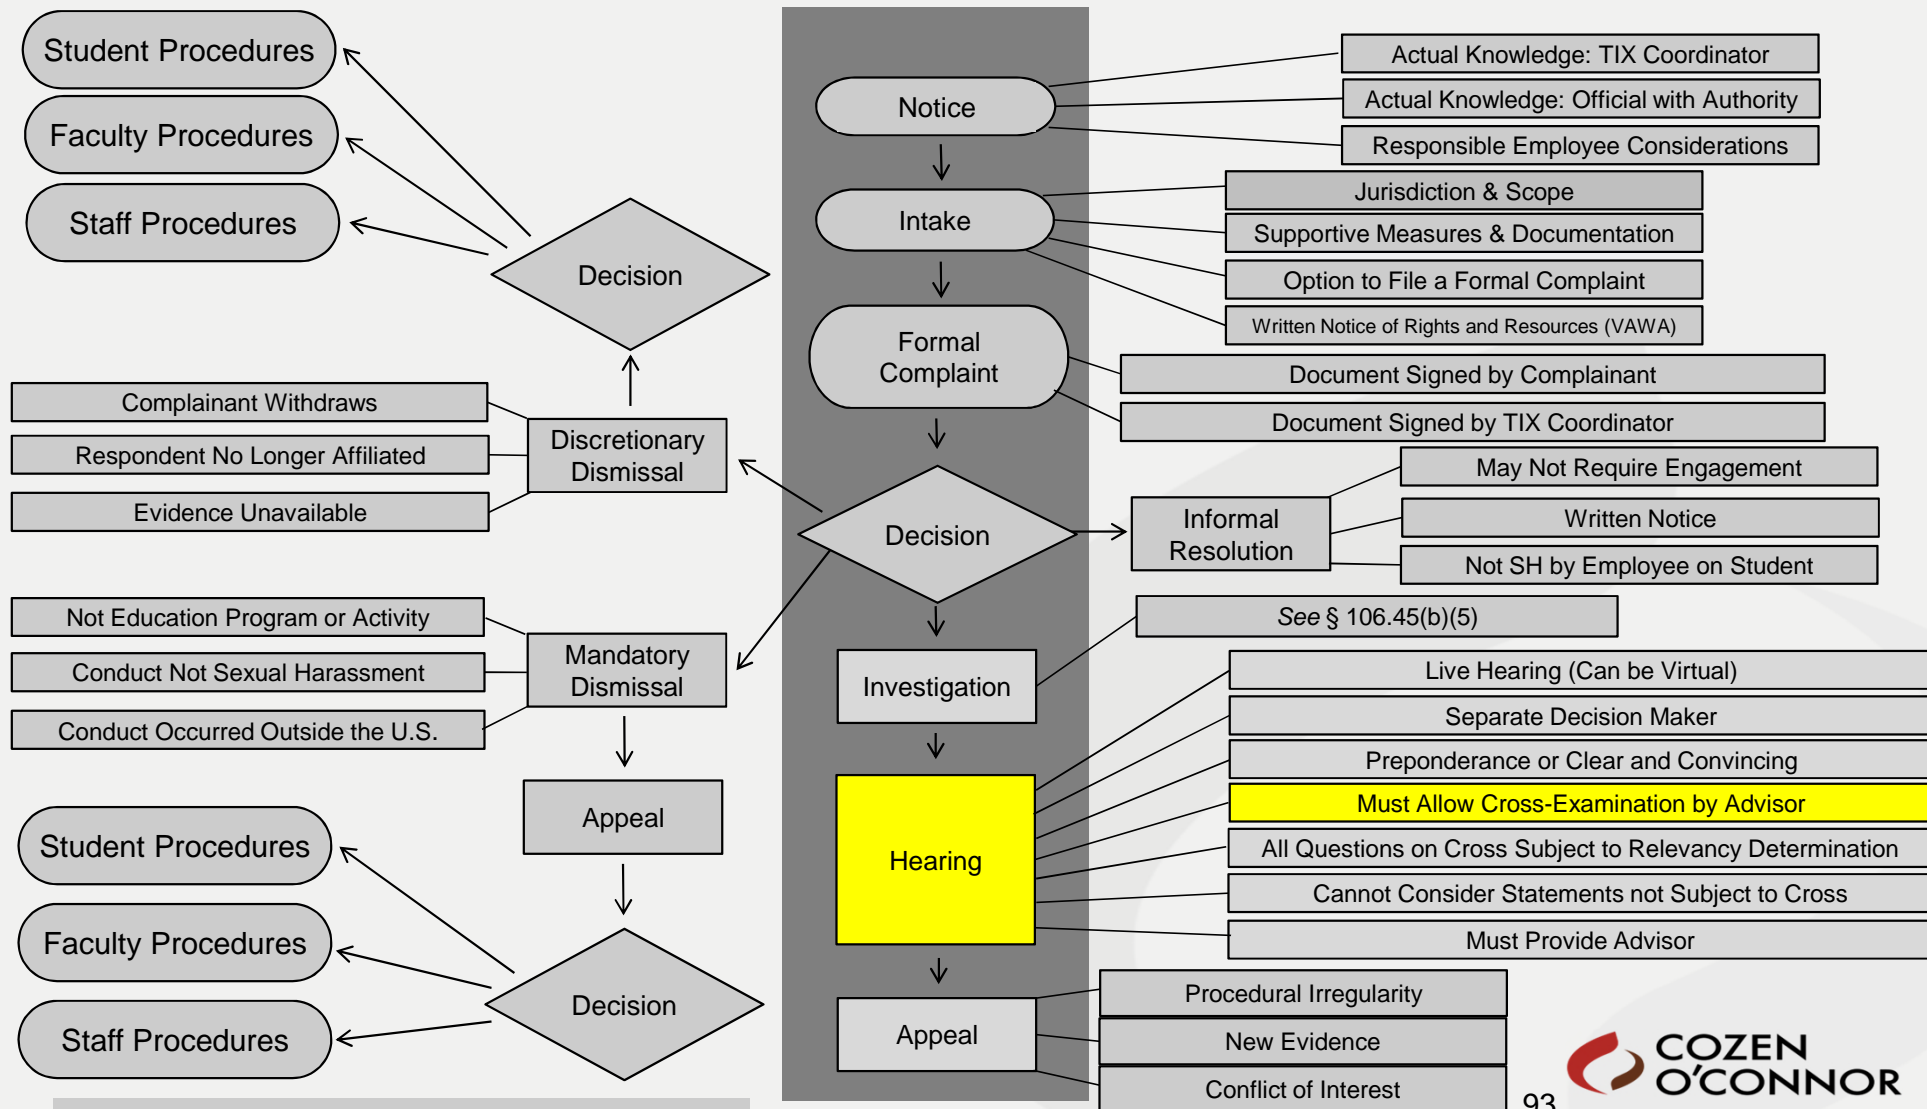 Student Procedures
Faculty Procedures
Staff Procedures
Decision
Complainant Withdraws
Respondent No Longer Affiliated
Evidence Unavailable
Discretionary
Dismissal
Not Education Program or Activity
Conduct Not Sexual Harassment
Conduct Occurred Outside the U.S.
Mandatory
Dismissal
Appeal
Student Procedures
Faculty Procedures
Staff Procedures
Decision
Notice
Intake
Formal
Complaint
Decision
Investigation
Hearing
Appeal
Actual Knowledge: TIX Coordinator
Actual Knowledge: Official with Authority
Responsible Employee Considerations
Jurisdiction & Scope
Supportive Measures & Documentation
Option to File a Formal Complaint
Written Notice of Rights and Resources (VAWA)
Document Signed by Complainant
Document Signed by TIX Coordinator
Informal
Resolution
May Not Require Engagement
Written Notice
Not SH by Employee on Student
See § 106.45(b)(5)
Live Hearing (Can be Virtual)
Separate Decision Maker
Preponderance or Clear and Convincing
Must Allow Cross-Examination by Advisor
All Questions on Cross Subject to Relevancy Determination
Cannot Consider Statements not Subject to Cross
Must Provide Advisor
Procedural Irregularity
New Evidence
Conflict of Interest
93
COZEN
O'CONNOR